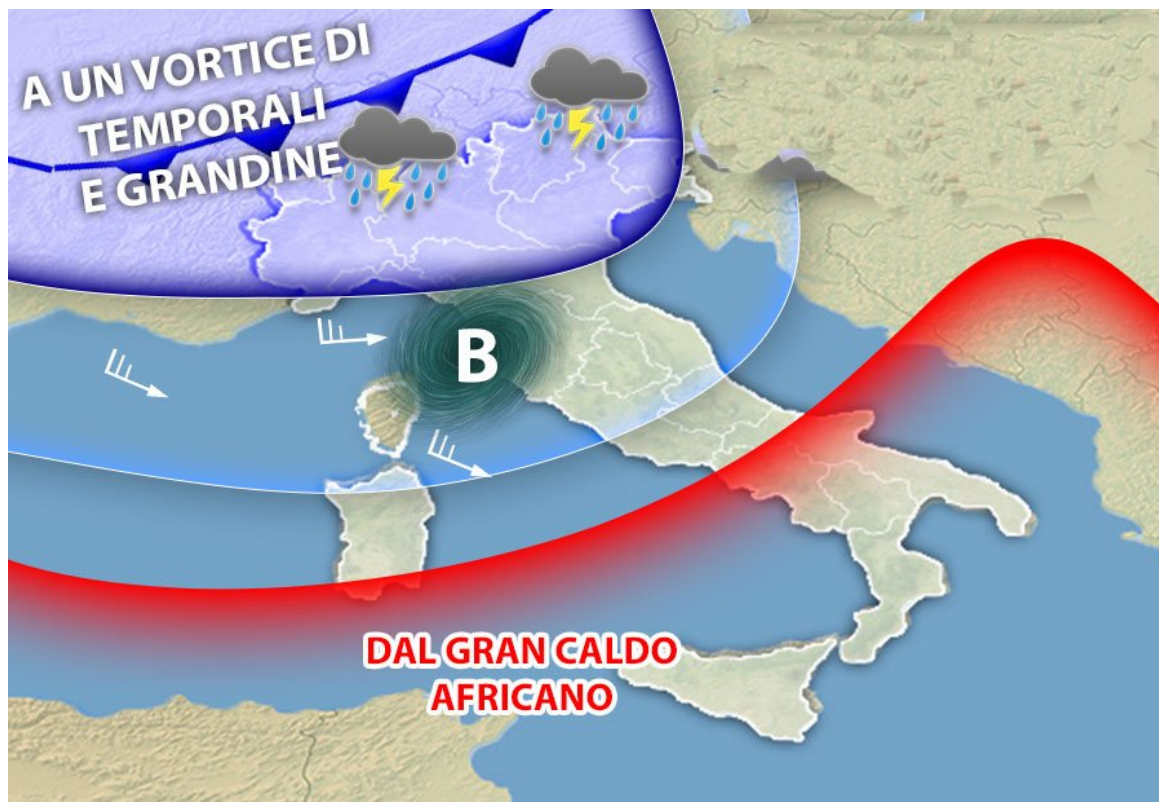 A UN VORTICE DI
TEMPORALI
E GRANDINE
B
DAL GRAN CALDO
AFRICANO